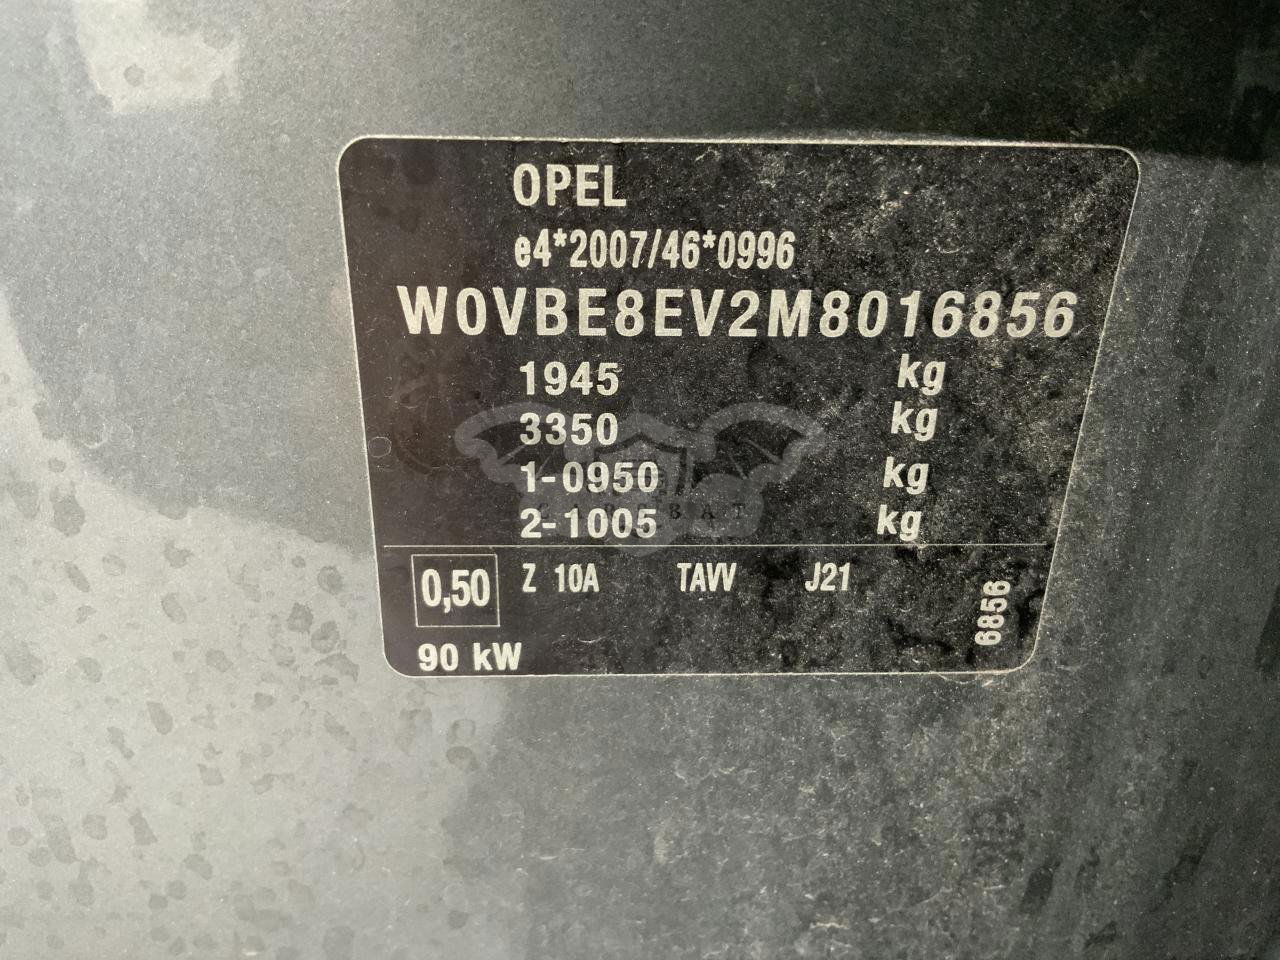 OPEL
e4*2007/46*0996
W0VBE8EV2M8016856
1945 kg
3350 kg
1-0950 kg
2-1005 kg
0,50 Z 10A TAVV J21
6856
90 kW